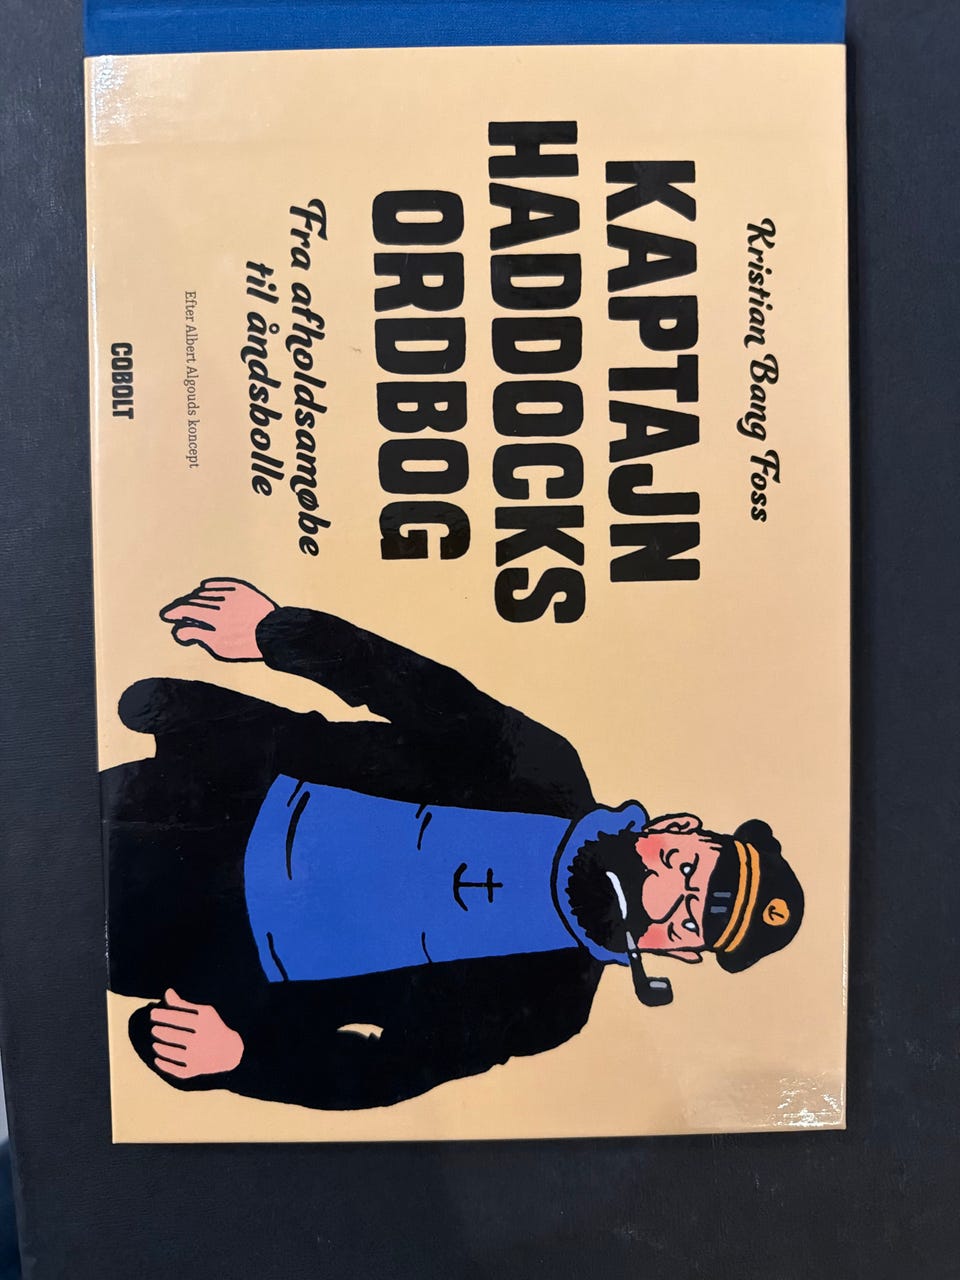 Kristian Bang Foss
KAPTAJN
HADDOCKS
ORDBOG
Fra afholdsamøbe
til åndsbolle
Efter Albert Algouds koncept
COBOLT